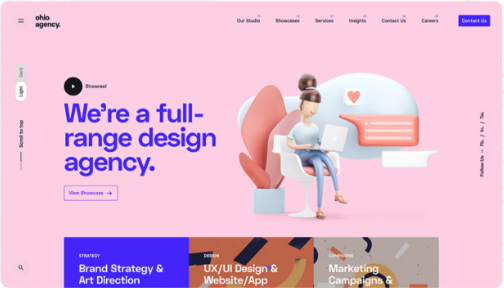 ohio
agency.
Our Studio
Showcases
Services
Insights
Contact Us
Careers
Contact Us
Dark
Light
Scroll to top
Showreel
We're a full-
range design
agency.
View Showcase →
Follow Us — Fb. / In. / Tw.
STRATEGY
Brand Strategy &
Art Direction
DESIGN
UX/UI Design &
Website/App
CAMPAIGNS
Marketing
Campaigns &